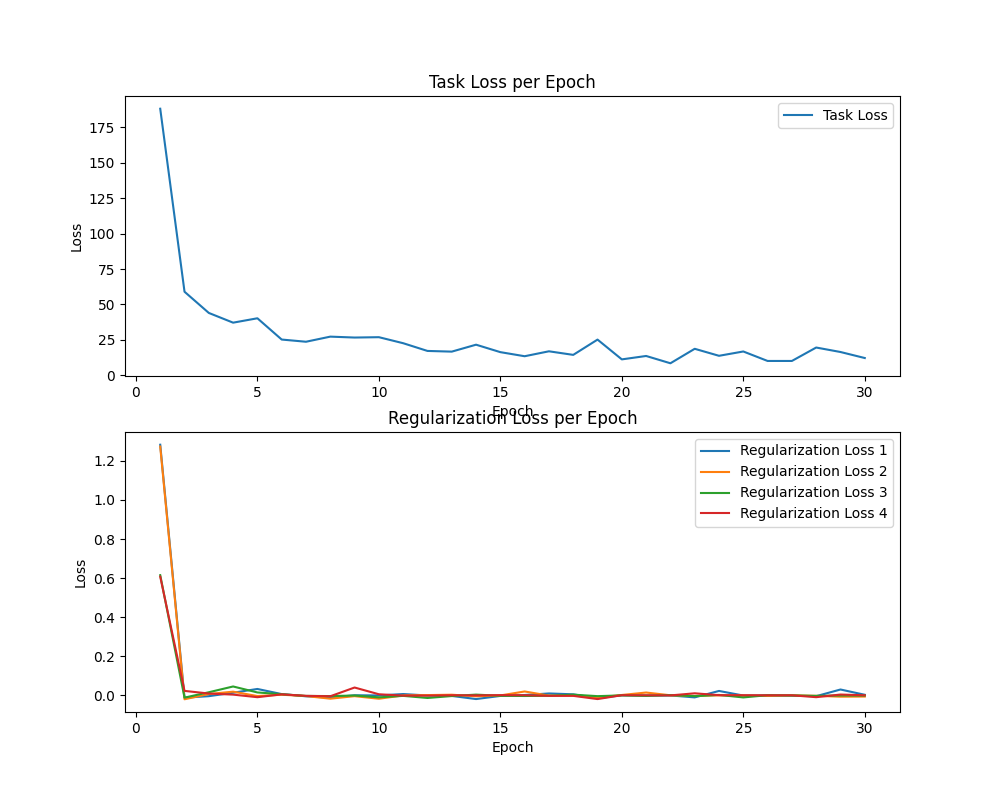 Task Loss per Epoch
Task Loss
Loss
175
150
125
100
75
50
25
0
0 5 10 15 20 25 30
Epoch
Regularization Loss per Epoch
Regularization Loss 1
Regularization Loss 2
Regularization Loss 3
Regularization Loss 4
Loss
1.2
1.0
0.8
0.6
0.4
0.2
0.0
0 5 10 15 20 25 30
Epoch